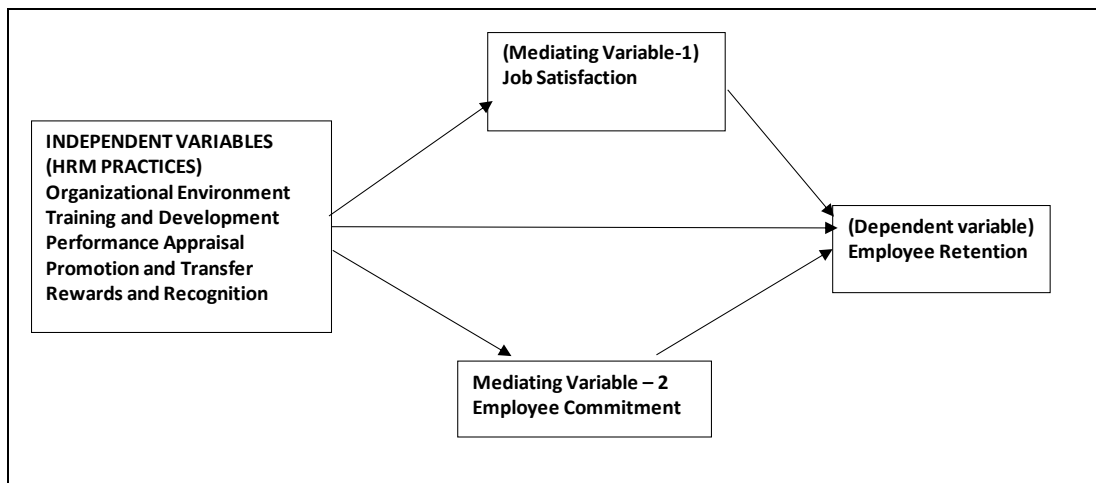 (Mediating Variable-1)
Job Satisfaction
INDEPENDENT VARIABLES
(HRM PRACTICES)
Organizational Environment
Training and Development
Performance Appraisal
Promotion and Transfer
Rewards and Recognition
(Dependent variable)
Employee Retention
Mediating Variable – 2
Employee Commitment